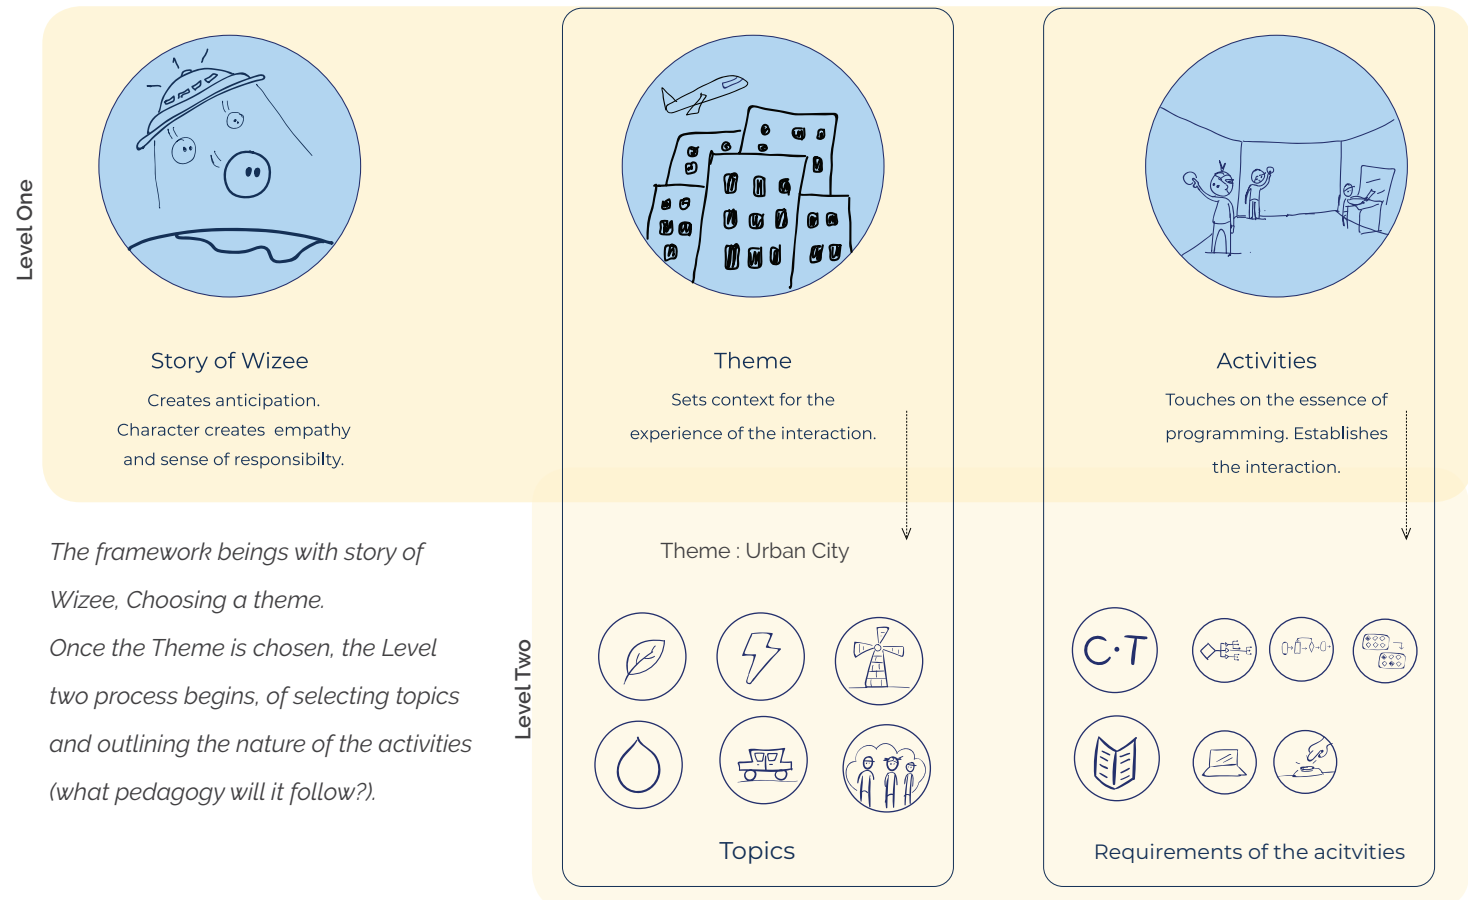 Level One
Story of Wizee
Creates anticipation.
Character creates empathy
and sense of responsibilty.
Theme
Sets context for the
experience of the interaction.
Activities
Touches on the essence of
programming. Establishes
the interaction.
The framework beings with story of
Wizee, Choosing a theme.
Once the Theme is chosen, the Level
two process begins, of selecting topics
and outlining the nature of the activities
(what pedagogy will it follow?).
Level Two
Theme : Urban City
Topics
C·T
Requirements of the acitvities